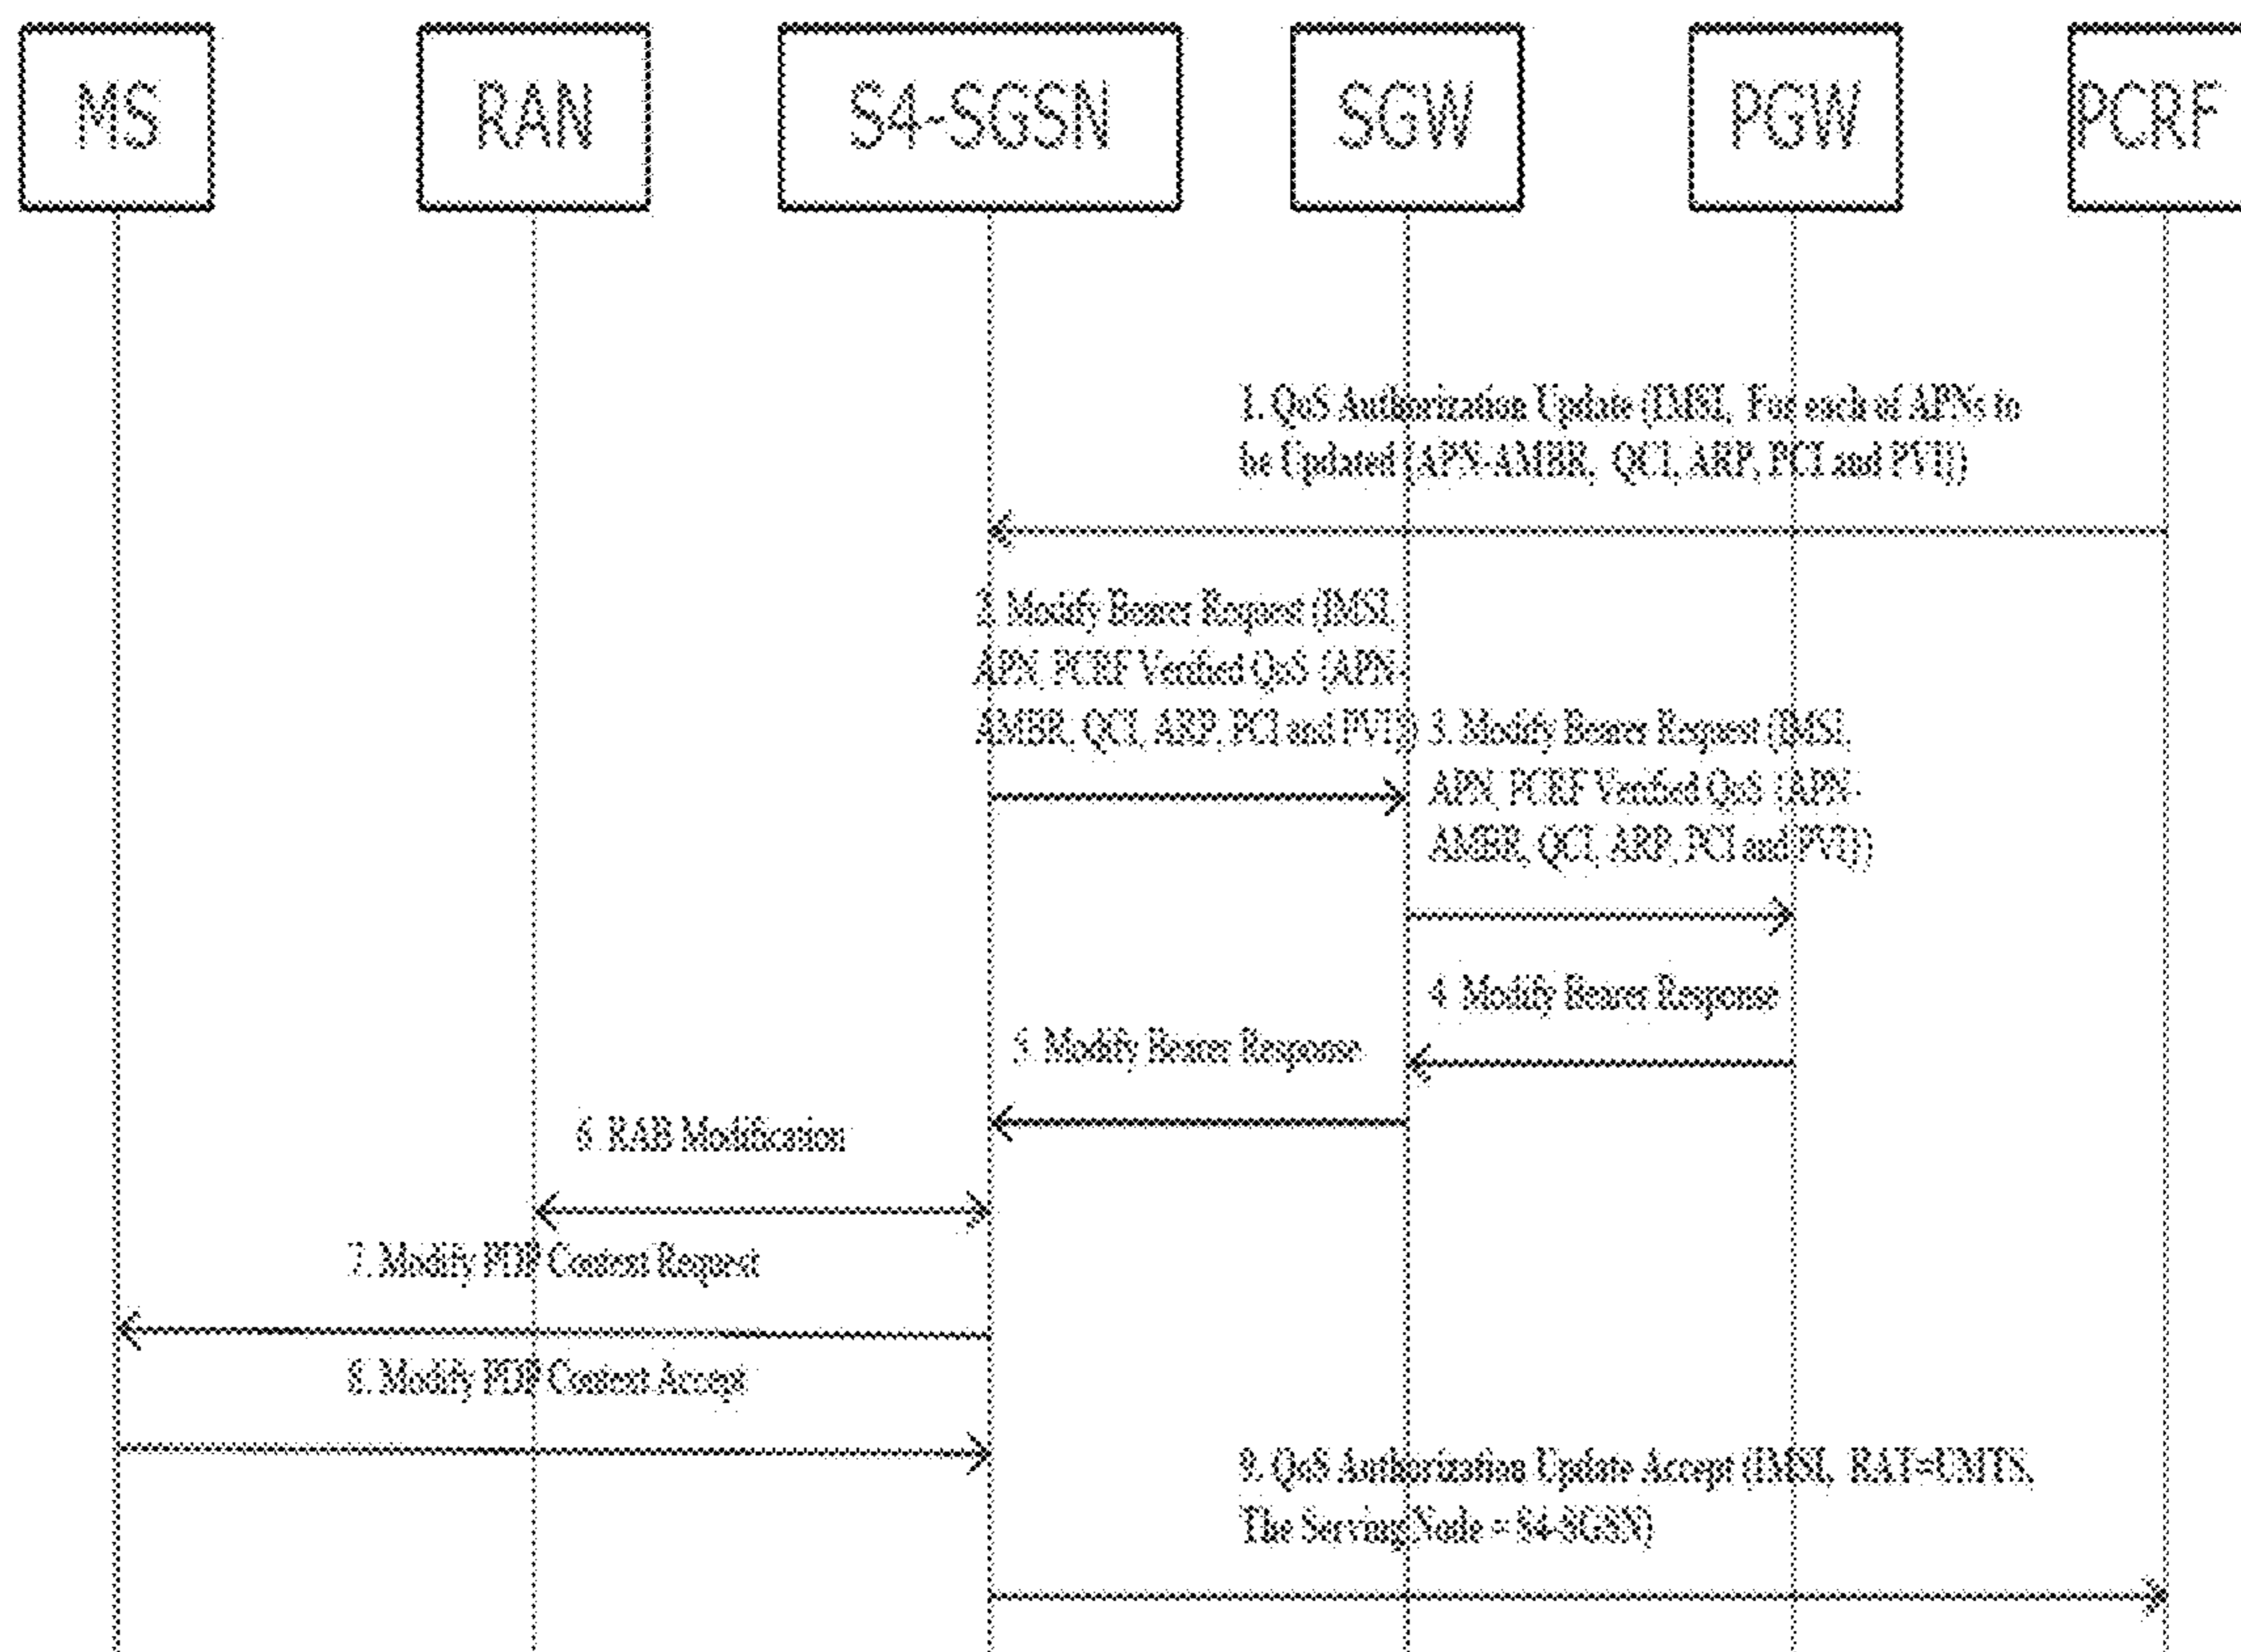 MS
RAN
S4-SGSN
SGW
PGW
PCRF
1. QoS Authorization Update (IMSI, For each of APNs to
be Updated {APN-AMBR, QCI, ARP, PCI and PVI})
2. Modify Bearer Request (IMSI,
APN, PCRF Verified QoS {APN-
AMBR, QCI, ARP, PCI and PVI})
3. Modify Bearer Request (IMSI,
APN, PCRF Verified QoS {APN-
AMBR, QCI, ARP, PCI and PVI})
4. Modify Bearer Response
5. Modify Bearer Response
6. RAB Modification
7. Modify PDP Context Request
8. Modify PDP Context Accept
9. QoS Authorization Update Accept (IMSI, RAT=UMTS,
The Serving Node = S4-SGSN)